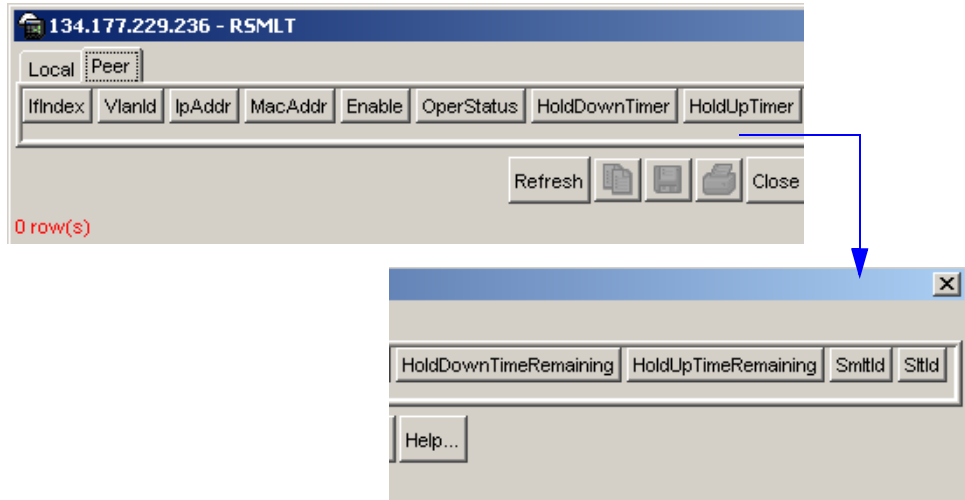 134.177.229.236 - RSMLT
Local Peer
IfIndex VlanId IpAddr MacAddr Enable OperStatus HoldDownTimer HoldUpTimer
Refresh Close
0 row(s)
HoldDownTimeRemaining HoldUpTimeRemaining SmltId SltId
Help...